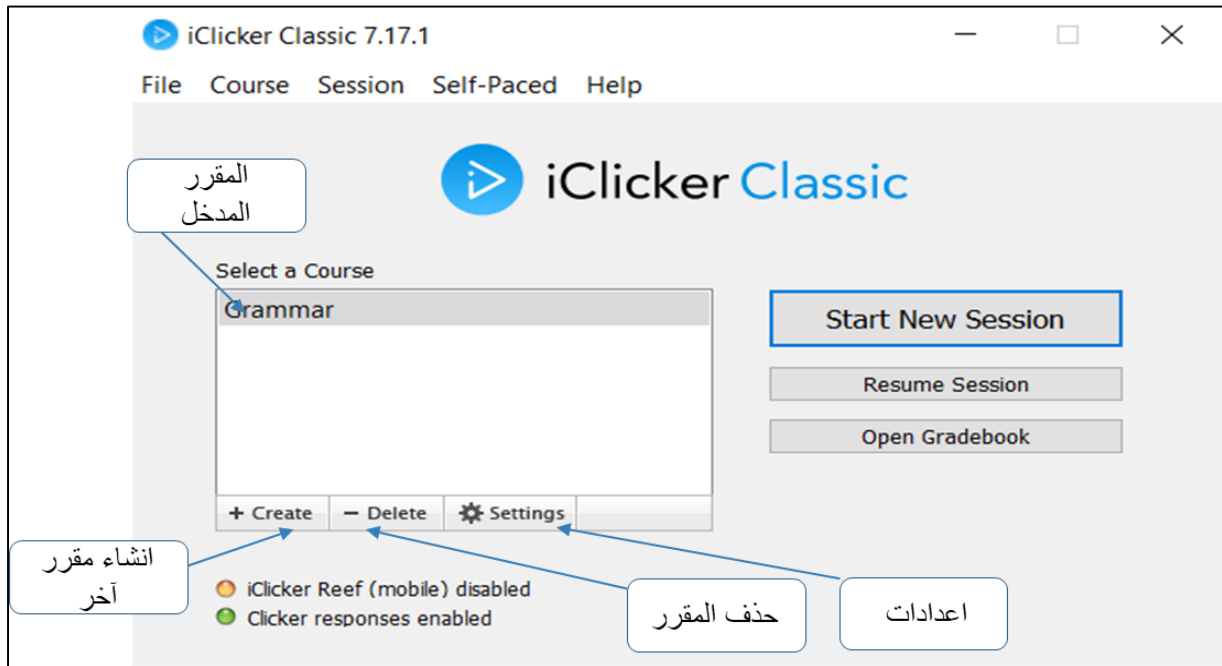 iClicker Classic 7.17.1
File Course Session Self-Paced Help
iClicker Classic
المقرر
المدخل
Select a Course
Grammar
Start New Session
Resume Session
Open Gradebook
+ Create − Delete Settings
انشاء مقرر
آخر
iClicker Reef (mobile) disabled
Clicker responses enabled
حذف المقرر
اعدادات